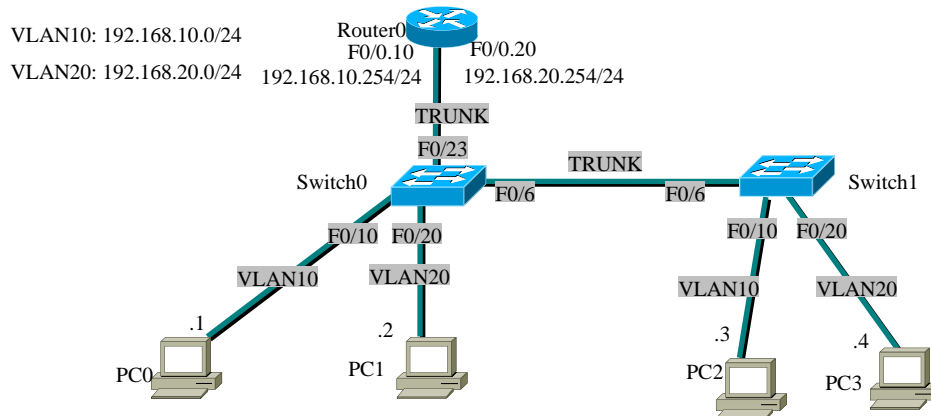 VLAN10: 192.168.10.0/24
VLAN20: 192.168.20.0/24
Router0
F0/0.10
F0/0.20
192.168.10.254/24
192.168.20.254/24
TRUNK
F0/23
TRUNK
Switch0
F0/6
F0/6
Switch1
F0/10
F0/20
F0/10
F0/20
VLAN10
VLAN20
VLAN10
VLAN20
.1
.2
.3
.4
PC0
PC1
PC2
PC3